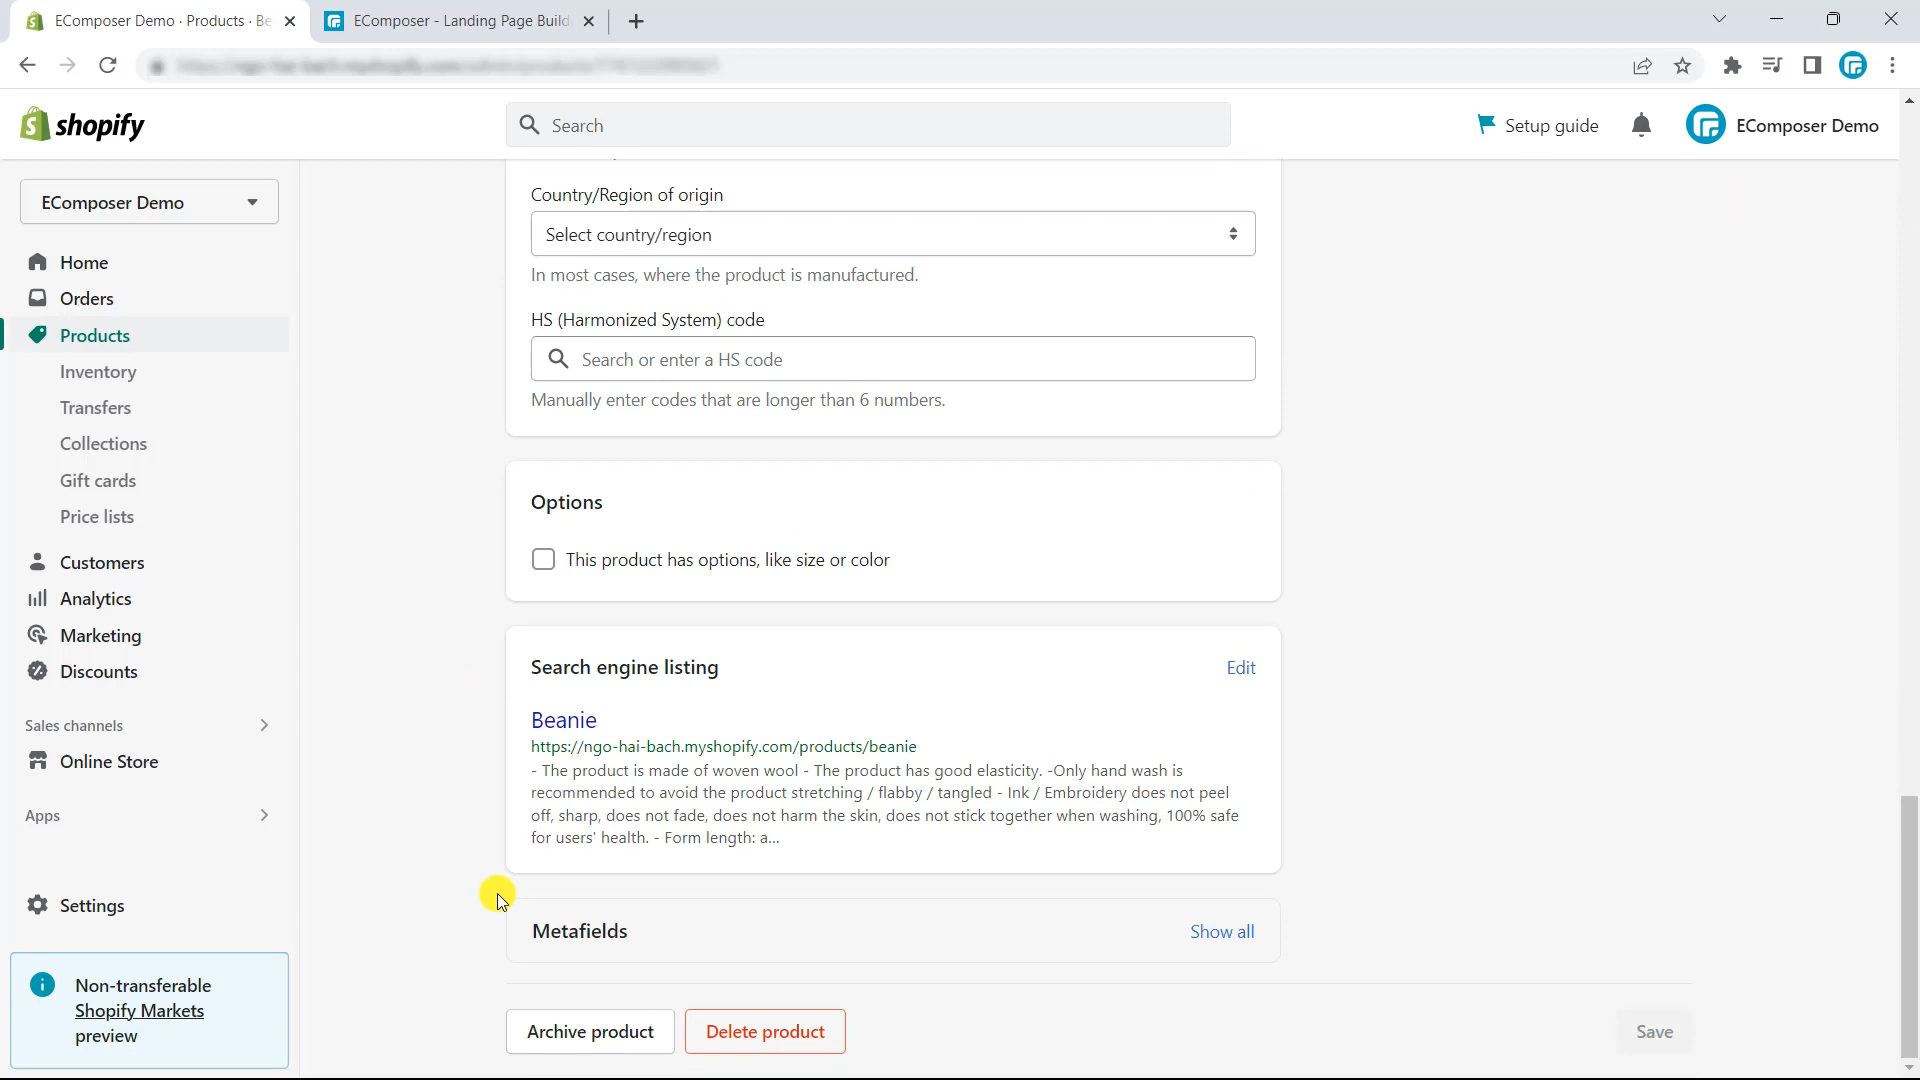 EComposer Demo · Products · Be
EComposer - Landing Page Build
shopify
Search
Setup guide
EComposer Demo
EComposer Demo
Home
Orders
Products
Inventory
Transfers
Collections
Gift cards
Price lists
Customers
Analytics
Marketing
Discounts
Sales channels
Online Store
Apps
Settings
Non-transferable
Shopify Markets
preview
Country/Region of origin
Select country/region
In most cases, where the product is manufactured.
HS (Harmonized System) code
Search or enter a HS code
Manually enter codes that are longer than 6 numbers.
Options
This product has options, like size or color
Search engine listing
Edit
Beanie
https://ngo-hai-bach.myshopify.com/products/beanie
- The product is made of woven wool - The product has good elasticity. -Only hand wash is
recommended to avoid the product stretching / flabby / tangled - Ink / Embroidery does not peel
off, sharp, does not fade, does not harm the skin, does not stick together when washing, 100% safe
for users' health. - Form length: a...
Metafields
Show all
Archive product
Delete product
Save